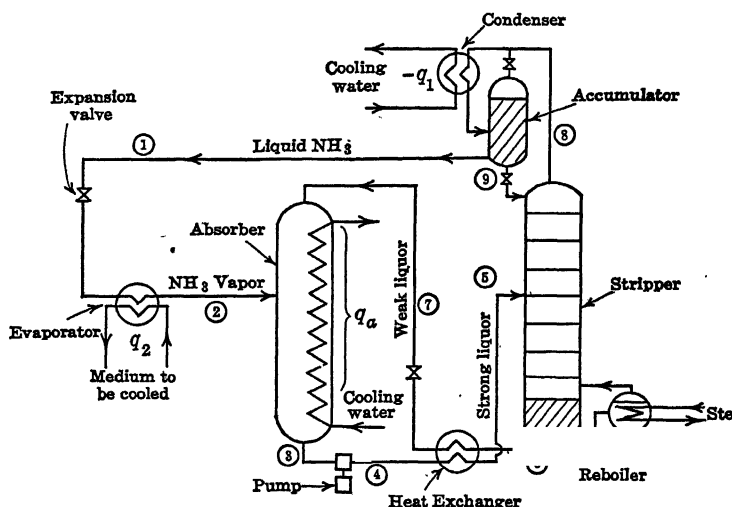 Condenser
Cooling
water
-q1
Accumulator
Expansion
valve
①
Liquid NH3
⑧
⑨
Absorber
NH3 Vapor
②
Evaporator
q2
Medium to
be cooled
qa
Weak liquor
⑦
⑤
Strong liquor
Stripper
Cooling
water
③
④
Pump
Heat Exchanger
Reboiler